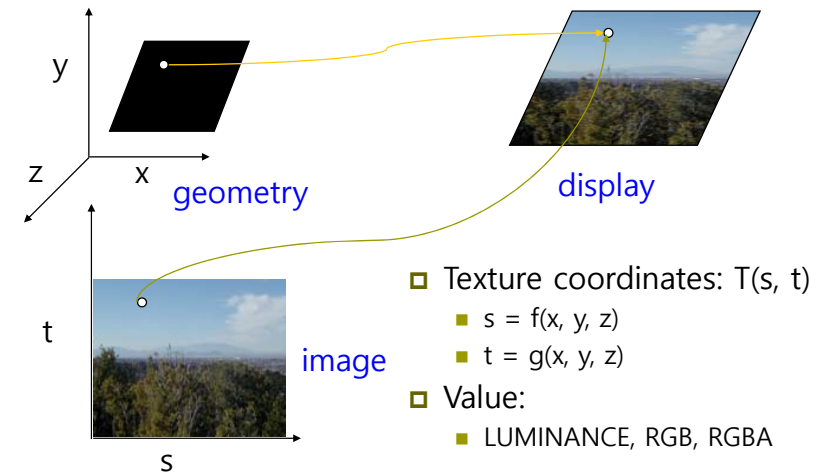 y
z
x
geometry
display
t
image
s
Texture coordinates: T(s, t)
s = f(x, y, z)
t = g(x, y, z)
Value:
LUMINANCE, RGB, RGBA